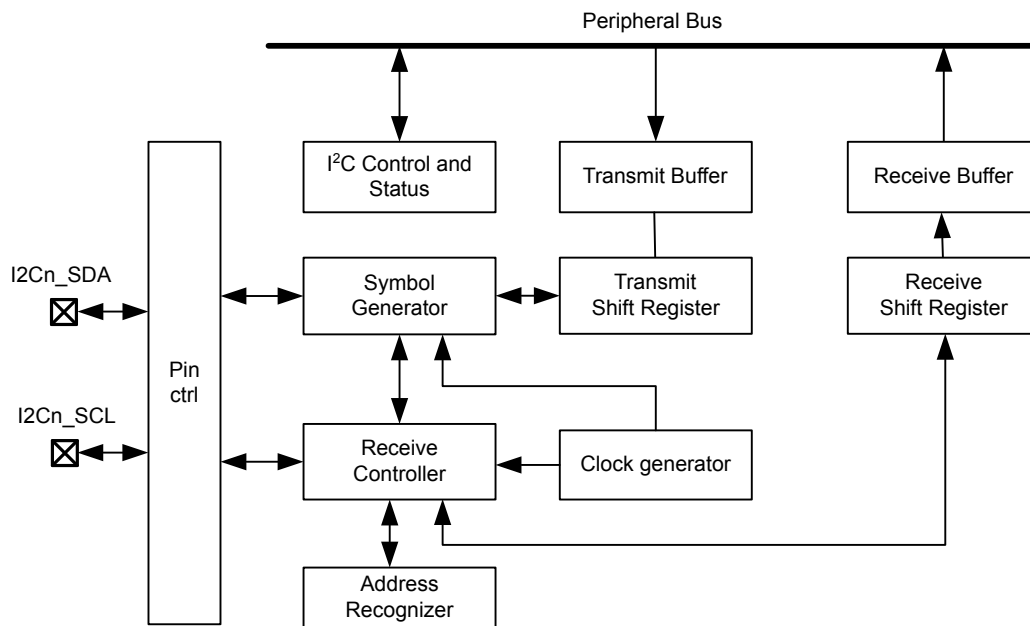 Peripheral Bus
I²C Control and
Status
Transmit Buffer
Receive Buffer
I2Cn_SDA
Symbol
Generator
Transmit
Shift Register
Receive
Shift Register
Pin
ctrl
I2Cn_SCL
Receive
Controller
Clock generator
Address
Recognizer